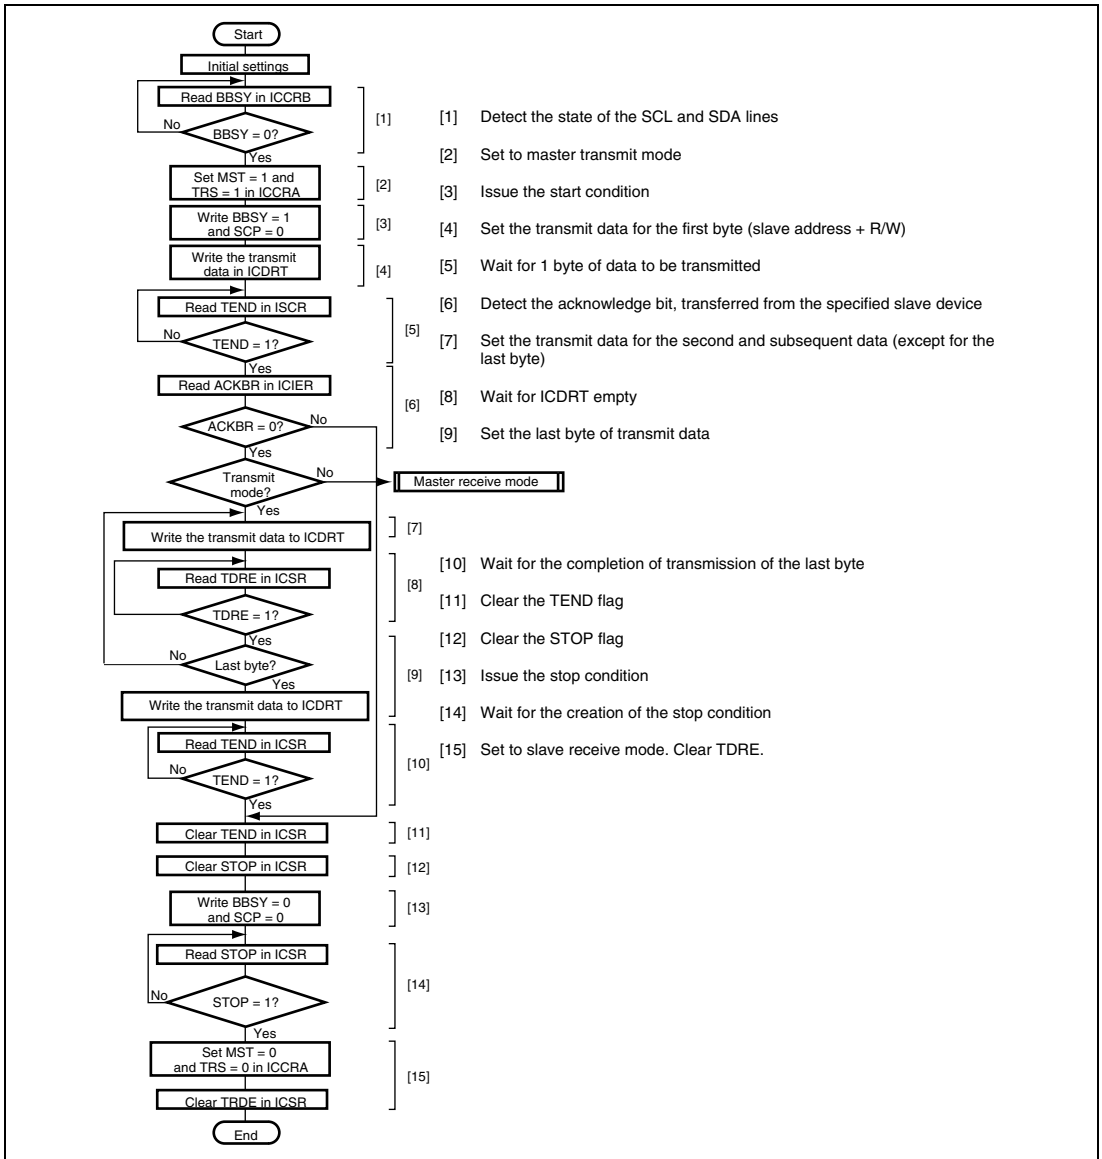 Start
Initial settings
Read BBSY in ICCRB
No
BBSY = 0?
Yes
[1]
Set MST = 1 and
TRS = 1 in ICCRA
[2]
Write BBSY = 1
and SCP = 0
[3]
Write the transmit
data in ICDRT
[4]
Read TEND in ISCR
No
TEND = 1?
Yes
[5]
Read ACKBR in ICIER
ACKBR = 0?
No
Yes
[6]
Transmit
mode?
No
Yes
Master receive mode
Write the transmit data to ICDRT
[7]
Read TDRE in ICSR
TDRE = 1?
Yes
[8]
No
Last byte?
Yes
[9]
Write the transmit data to ICDRT
Read TEND in ICSR
No
TEND = 1?
Yes
[10]
Clear TEND in ICSR
[11]
Clear STOP in ICSR
[12]
Write BBSY = 0
and SCP = 0
[13]
Read STOP in ICSR
No
STOP = 1?
Yes
[14]
Set MST = 0
and TRS = 0 in ICCRA
[15]
Clear TRDE in ICSR
End
[1] Detect the state of the SCL and SDA lines
[2] Set to master transmit mode
[3] Issue the start condition
[4] Set the transmit data for the first byte (slave address + R/W)
[5] Wait for 1 byte of data to be transmitted
[6] Detect the acknowledge bit, transferred from the specified slave device
[7] Set the transmit data for the second and subsequent data (except for the
last byte)
[8] Wait for ICDRT empty
[9] Set the last byte of transmit data
[10] Wait for the completion of transmission of the last byte
[11] Clear the TEND flag
[12] Clear the STOP flag
[13] Issue the stop condition
[14] Wait for the creation of the stop condition
[15] Set to slave receive mode. Clear TDRE.